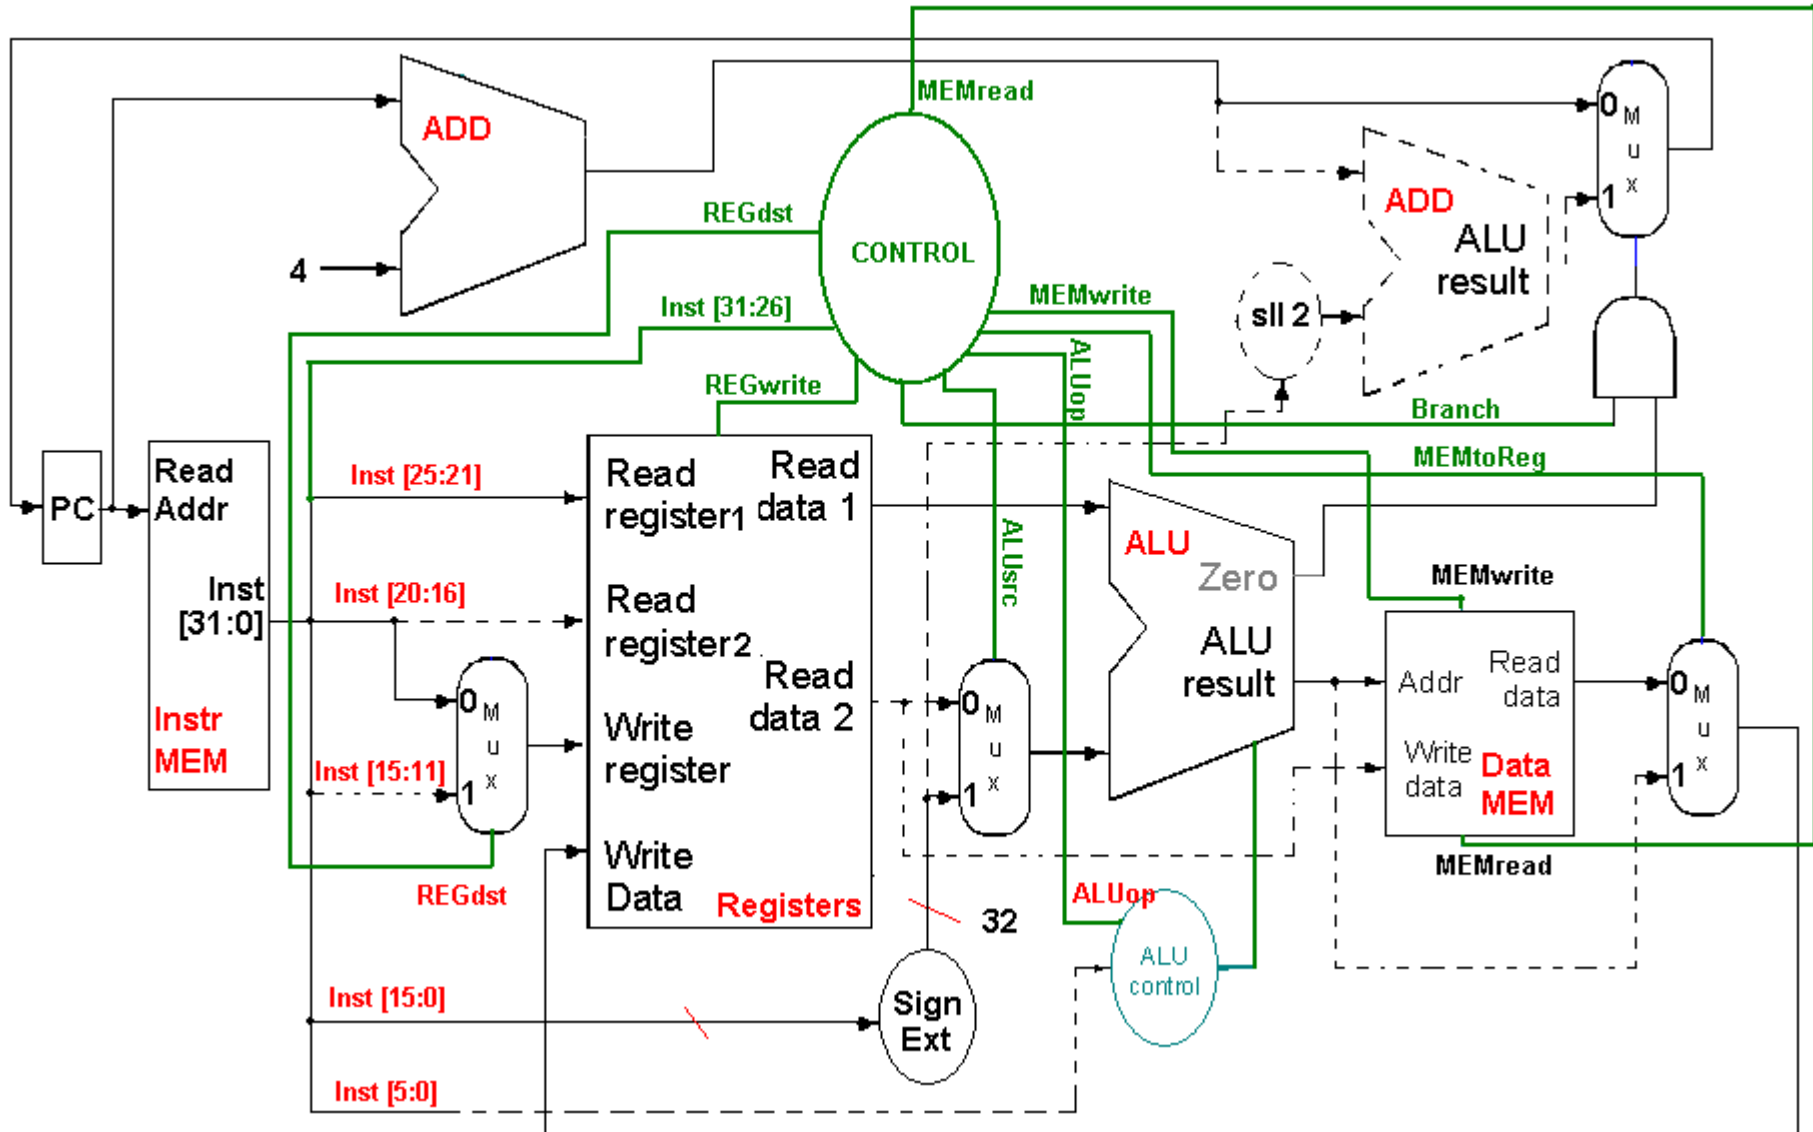 MEMread
0
M
u
x
1
ADD
ADD
ALU
result
REGdst
CONTROL
4
Inst [31:26]
MEMwrite
sll 2
ALUop
REGwrite
Branch
MEMtoReg
Read
Addr
PC
Inst
[31:0]
Instr
MEM
Inst [25:21]
Inst [20:16]
Inst [15:11]
0
M
u
x
1
REGdst
Read
register1
Read
data 1
Read
register2
Read
data 2
Write
register
Write
Data
Registers
ALUsrc
0
M
u
x
1
32
ALU
Zero
ALU
result
MEMwrite
Addr
Read
data
Write
data
Data
MEM
MEMread
0
M
u
x
1
ALUop
ALU
control
Inst [15:0]
Sign
Ext
Inst [5:0]